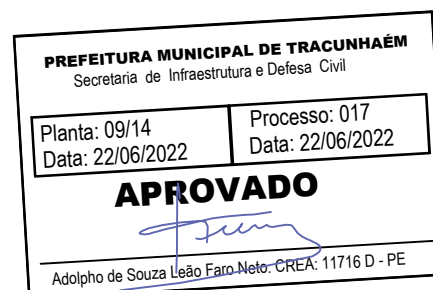 PREFEITURA MUNICIPAL DE TRACUNHAÉM
Secretaria de Infraestrutura e Defesa Civil
Planta: 09/14
Data: 22/06/2022
Processo: 017
Data: 22/06/2022
APROVADO
Adolpho de Souza Leão Faro Neto. CREA: 11716 D - PE